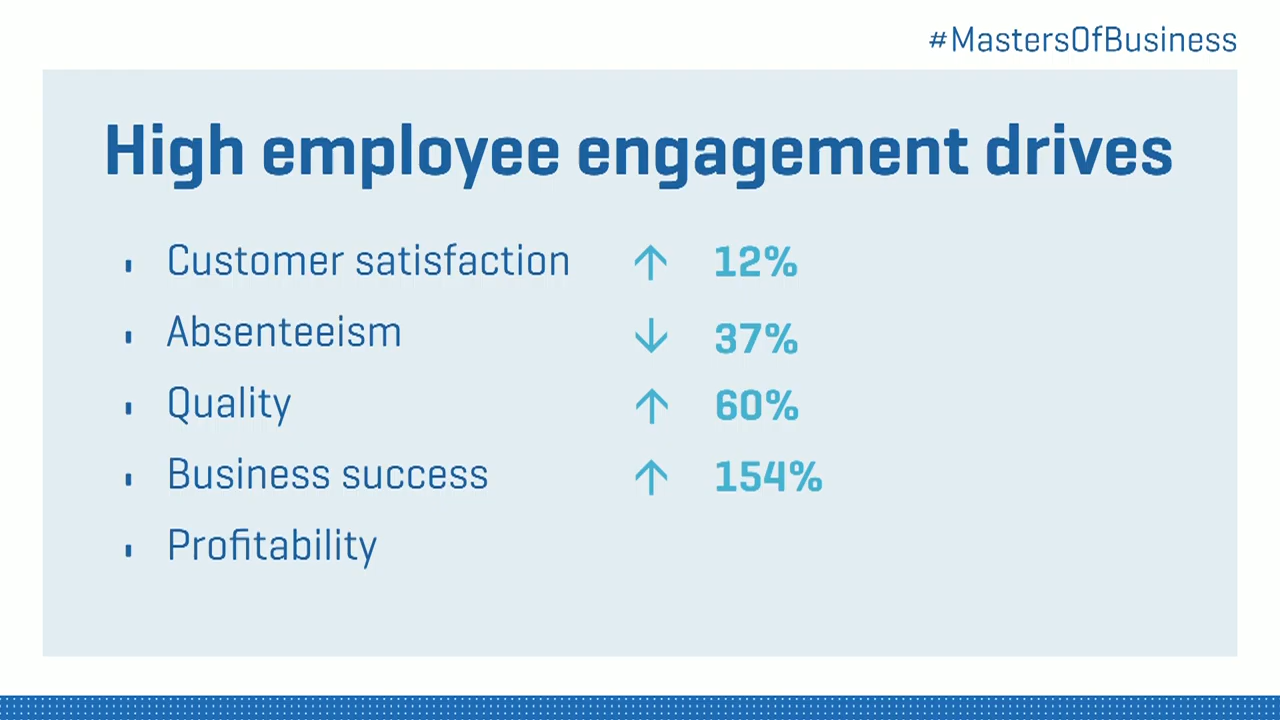 #MastersOfBusiness
High employee engagement drives
Customer satisfaction ↑ 12%
Absenteeism ↓ 37%
Quality ↑ 60%
Business success ↑ 154%
Profitability